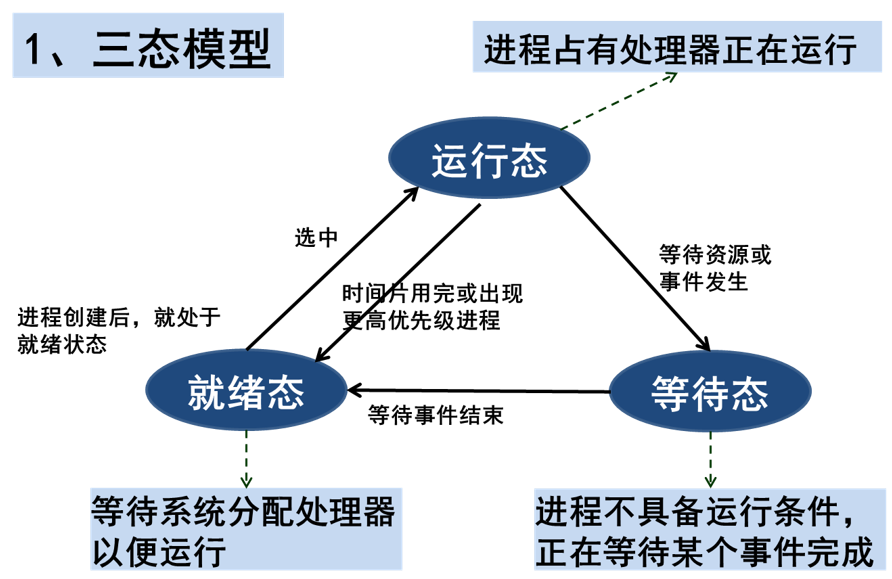 1、三态模型
进程占有处理器正在运行
运行态
选中
等待资源或
事件发生
时间片用完或出现
更高优先级进程
进程创建后，就处于
就绪状态
就绪态
等待态
等待事件结束
等待系统分配处理器
以便运行
进程不具备运行条件，
正在等待某个事件完成